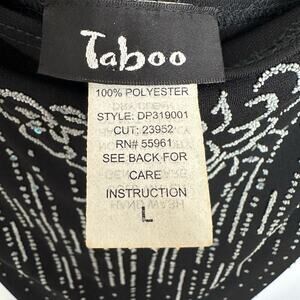 Taboo
100% POLYESTER
STYLE: DP319001
CUT: 23952
RN# 55961
SEE BACK FOR
CARE
INSTRUCTION
L